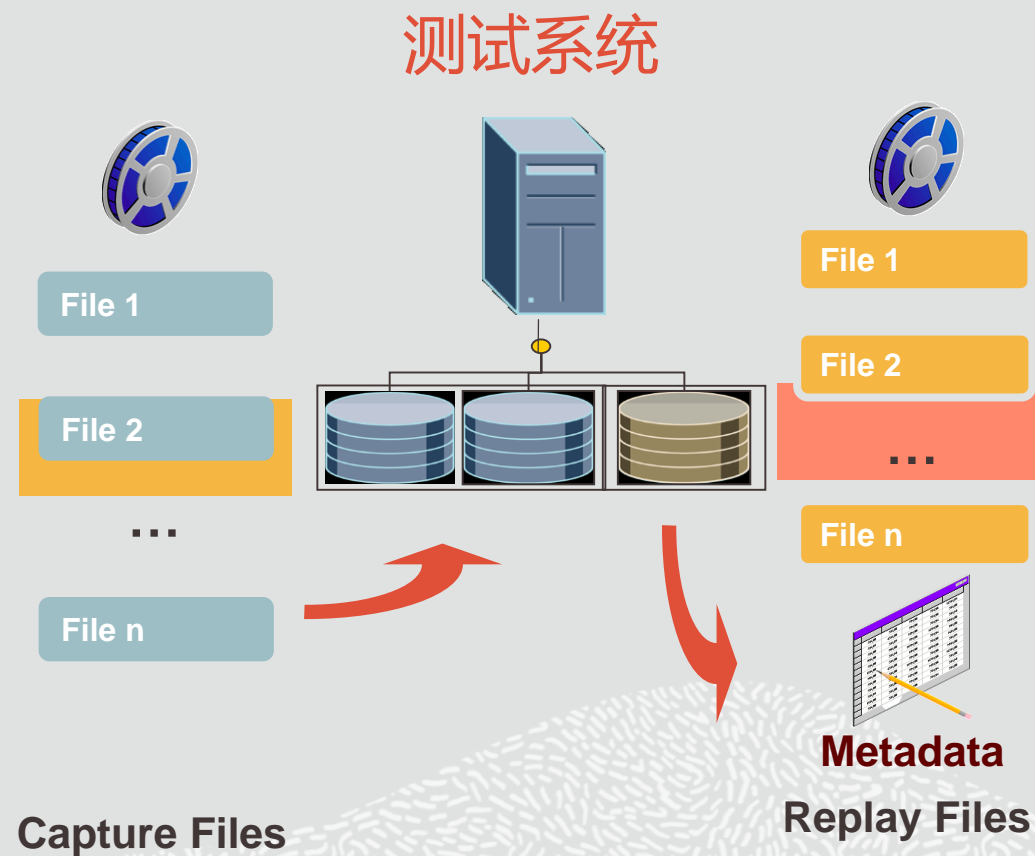 测试系统
File 1
File 2
...
File n
Capture Files
File 1
File 2
...
File n
Metadata
Replay Files